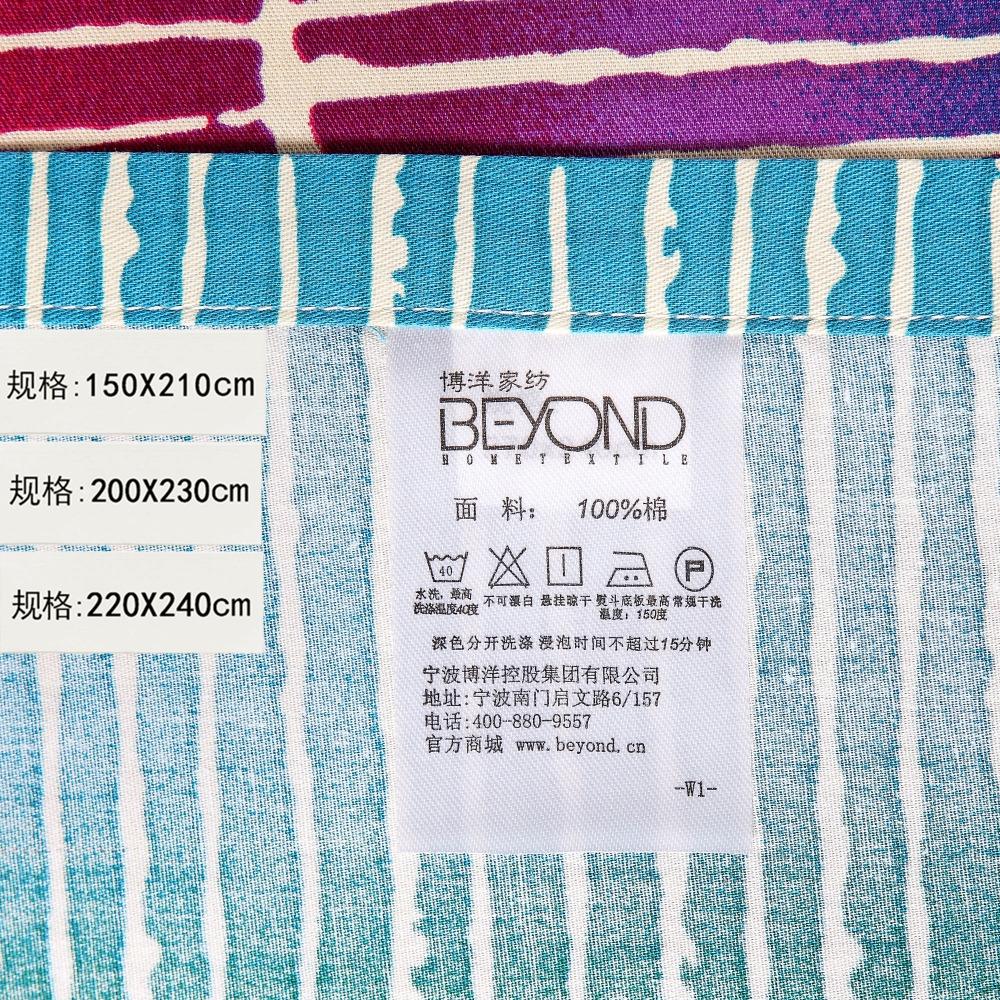 规格:150X210cm
规格:200X230cm
规格:220X240cm
博洋家纺
BEYOND
HOMETEXTILE
面 料: 100%棉
40
P
水洗，最高洗涤温度40度
不可漂白
悬挂晾干
熨斗底板最高温度：150度
常规干洗
深色分开洗涤 浸泡时间不超过15分钟
宁波博洋控股集团有限公司
地址:宁波南门启文路6/157
电话:400-880-9557
官方商城 www.beyond.cn
-W1-